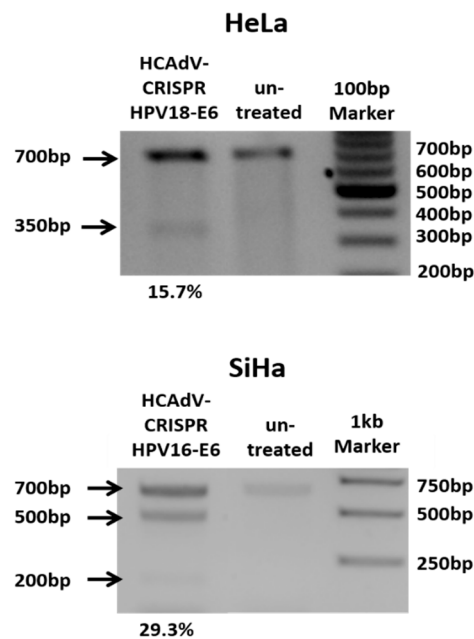 HeLa
HCAdV-
CRISPR
HPV18-E6
un-
treated
100bp
Marker
700bp
350bp
700bp
600bp
500bp
400bp
300bp
200bp
15.7%
SiHa
HCAdV-
CRISPR
HPV16-E6
un-
treated
1kb
Marker
700bp
500bp
200bp
750bp
500bp
250bp
29.3%